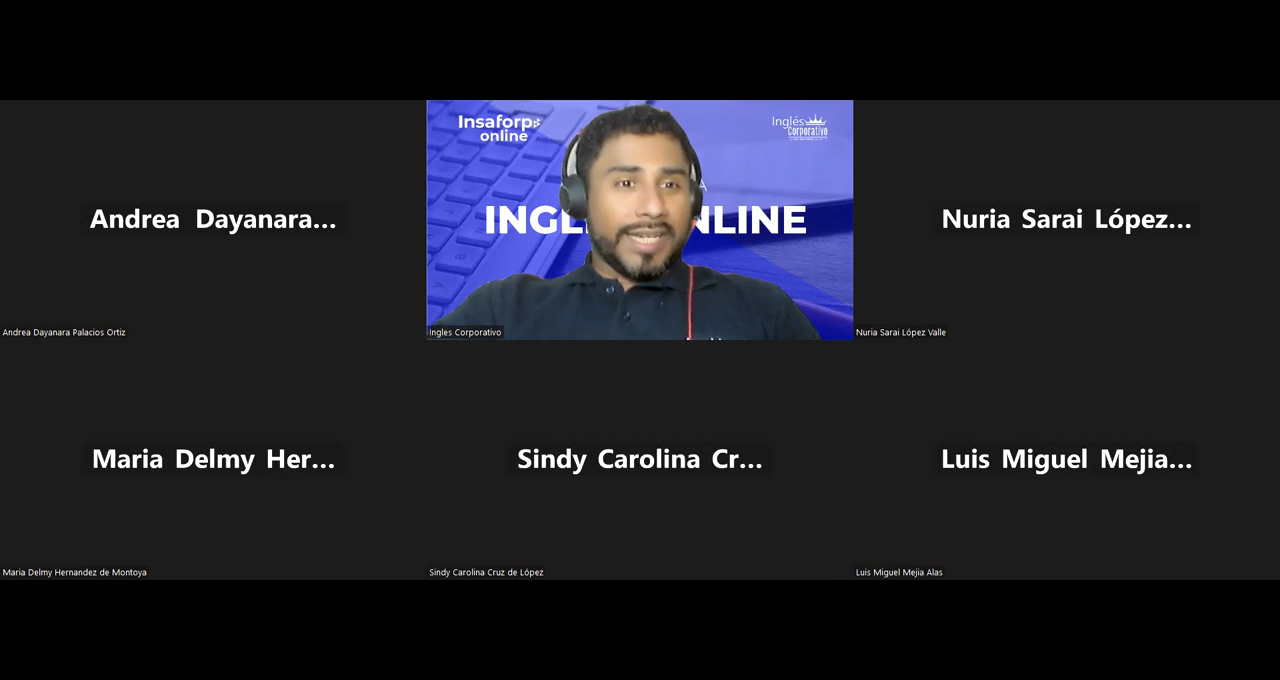 Andrea Dayanara...
Andrea Dayanara Palacios Ortiz
Insaforp
online
Inglés
Corporativo
A
INGL NLINE
Ingles Corporativo
Nuria Sarai López...
Nuria Sarai López Valle
Maria Delmy Her...
Maria Delmy Hernandez de Montoya
Sindy Carolina Cr...
Sindy Carolina Cruz de López
Luis Miguel Mejia...
Luis Miguel Mejia Alas